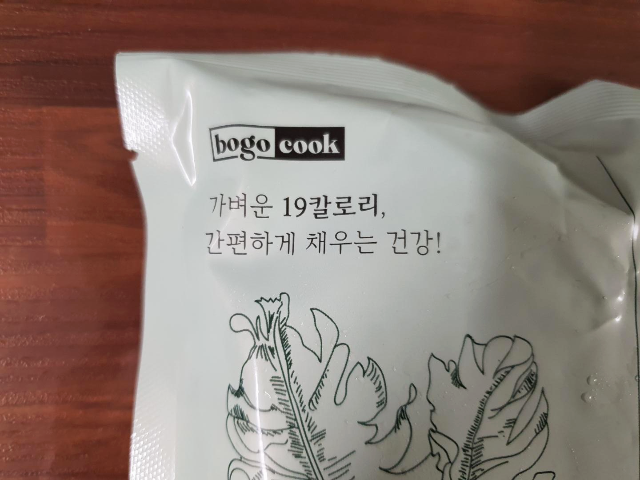 bogo cook
가벼운 19칼로리,
간편하게 채우는 건강!